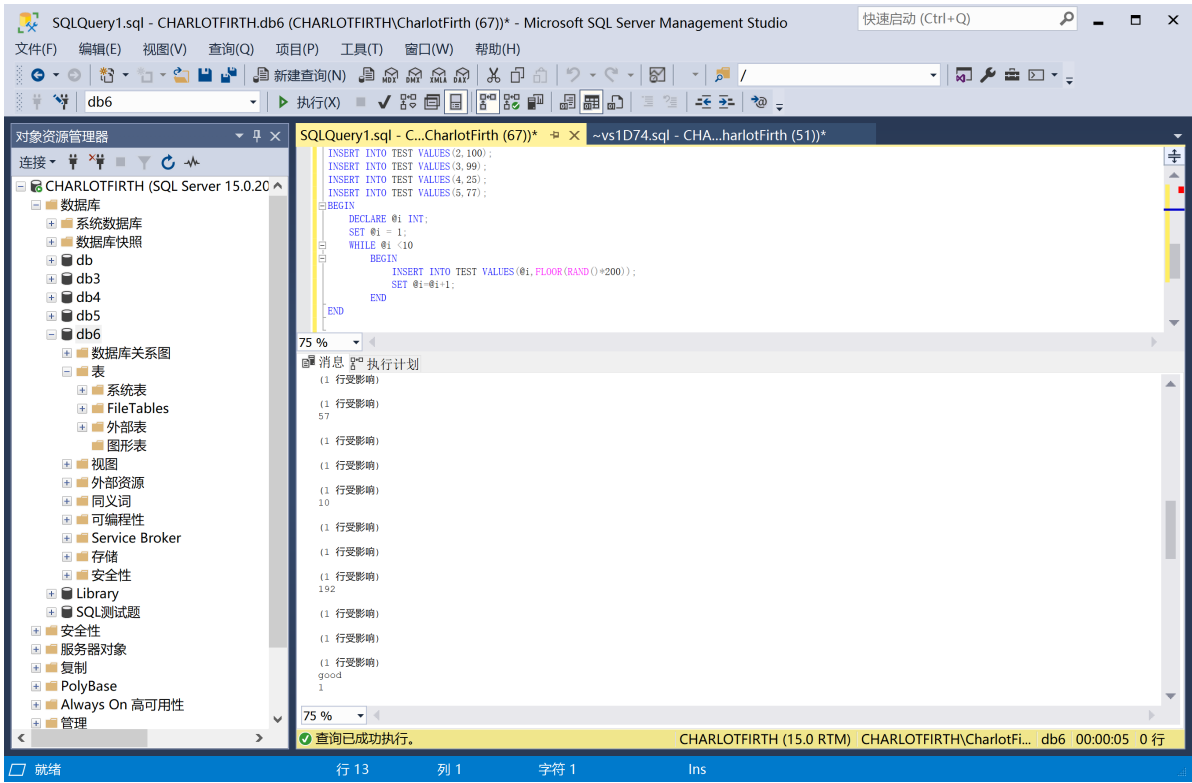 SQLQuery1.sql - CHARLOTFIRTH.db6 (CHARLOTFIRTH\CharlotFirth (67))* - Microsoft SQL Server Management Studio
快速启动 (Ctrl+Q)
文件(F) 编辑(E) 视图(V) 查询(Q) 项目(P) 工具(T) 窗口(W) 帮助(H)
新建查询(N) MDX DMX XMLA DAX /
db6 执行(X)
对象资源管理器
连接
CHARLOTFIRTH (SQL Server 15.0.20
数据库
系统数据库
数据库快照
db
db3
db4
db5
db6
数据库关系图
表
系统表
FileTables
外部表
图形表
视图
外部资源
同义词
可编程性
Service Broker
存储
安全性
Library
SQL测试题
安全性
服务器对象
复制
PolyBase
Always On 高可用性
管理
SQLQuery1.sql - C...CharlotFirth (67))* ~vs1D74.sql - CHA...harlotFirth (51))*
INSERT INTO TEST VALUES(2,100);
INSERT INTO TEST VALUES(3,99);
INSERT INTO TEST VALUES(4,25);
INSERT INTO TEST VALUES(5,77);
BEGIN
DECLARE @i INT;
SET @i = 1;
WHILE @i <10
BEGIN
INSERT INTO TEST VALUES(@i,FLOOR(RAND()*200));
SET @i=@i+1;
END
END
75 %
消息 执行计划
(1 行受影响)
(1 行受影响)
57
(1 行受影响)
(1 行受影响)
(1 行受影响)
10
(1 行受影响)
(1 行受影响)
(1 行受影响)
192
(1 行受影响)
(1 行受影响)
(1 行受影响)
good
1
75 %
查询已成功执行。 CHARLOTFIRTH (15.0 RTM) CHARLOTFIRTH\CharlotFi... db6 00:00:05 0 行
就绪 行 13 列 1 字符 1 Ins